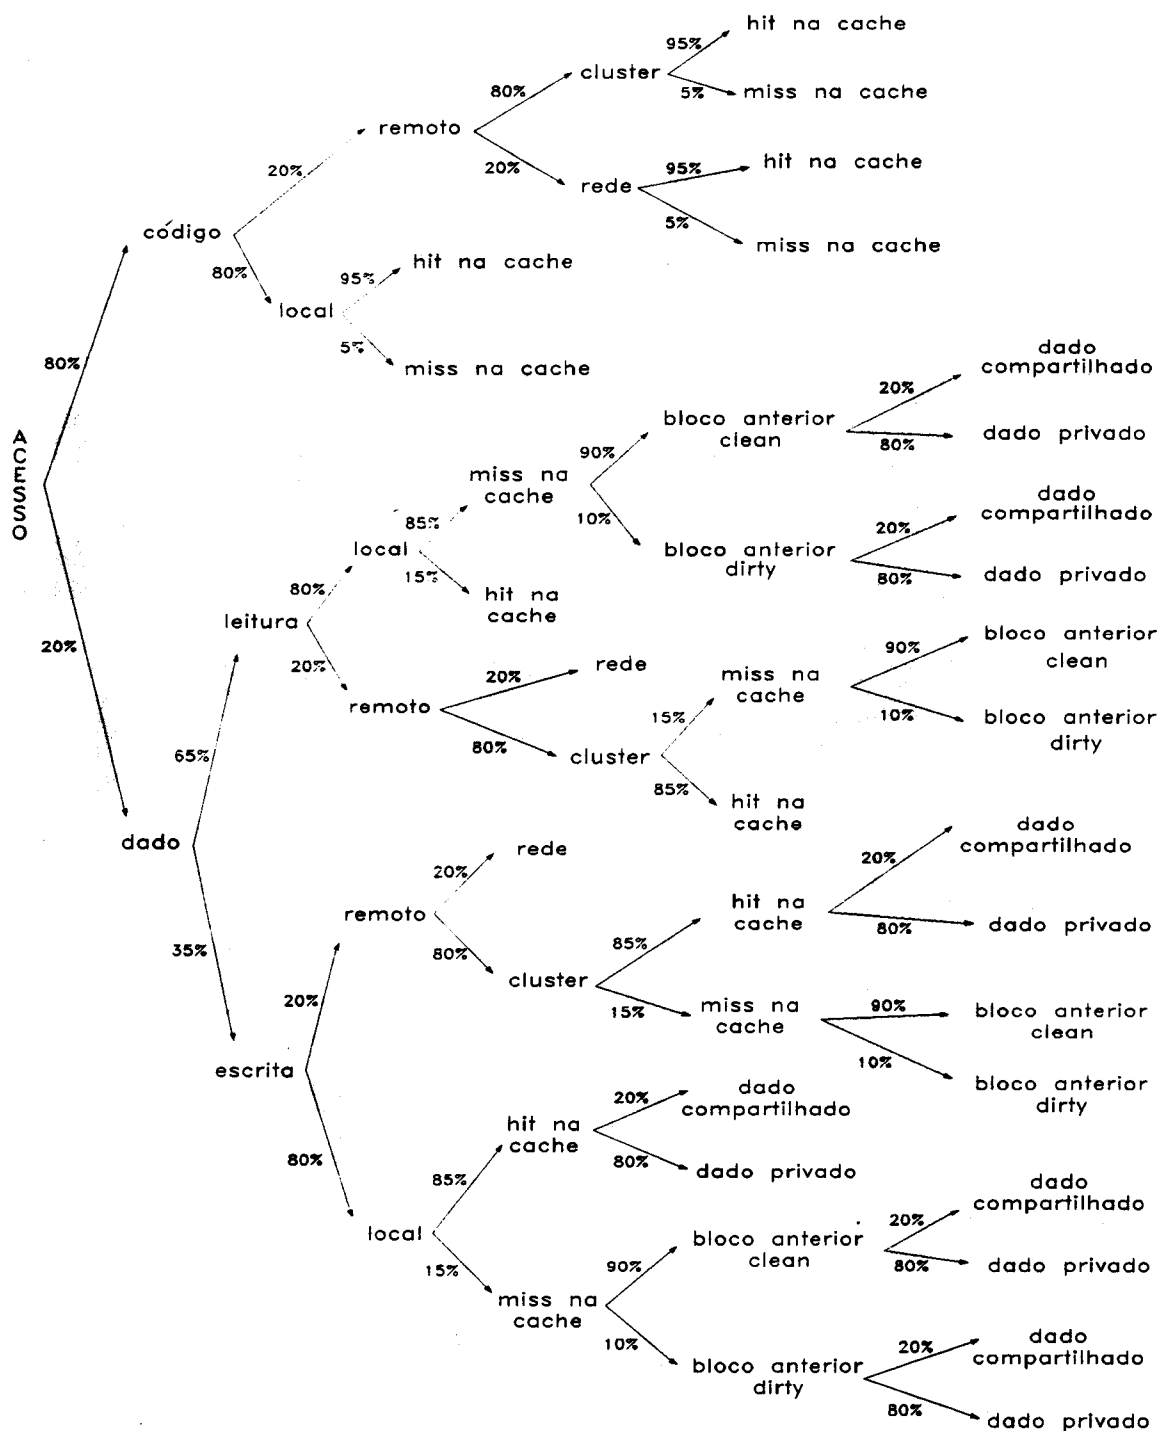 hit na cache
95%
cluster
80%
5%
miss na cache
remoto
20%
20%
95%
hit na cache
rede
5%
miss na cache
código
80%
95%
hit na cache
local
5%
miss na cache
80%
ACESSO
20%
dado
compartilhado
20%
bloco anterior
clean
80%
dado privado
90%
miss na
cache
10%
85%
local
15%
hit na
cache
dado
compartilhado
20%
bloco anterior
dirty
80%
dado privado
80%
leitura
20%
20%
rede
remoto
80%
cluster
15%
miss na
cache
90%
bloco anterior
clean
10%
bloco anterior
dirty
85%
hit na
cache
65%
dado
35%
20%
rede
remoto
80%
cluster
85%
hit na
cache
20%
dado
compartilhado
80%
dado privado
15%
miss na
cache
90%
bloco anterior
clean
10%
bloco anterior
dirty
20%
escrita
80%
hit na
cache
20%
dado
compartilhado
80%
dado privado
85%
local
15%
miss na
cache
90%
bloco anterior
clean
20%
dado
compartilhado
80%
dado privado
10%
bloco anterior
dirty
20%
dado
compartilhado
80%
dado privado